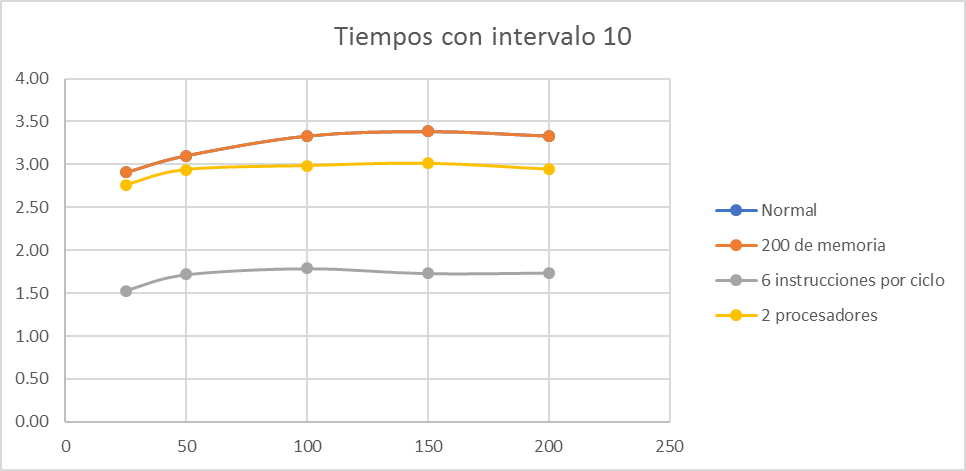 Tiempos con intervalo 10
4.00
3.50
3.00
2.50
2.00
1.50
1.00
0.50
0.00
0 50 100 150 200 250
Normal
200 de memoria
6 instrucciones por ciclo
2 procesadores